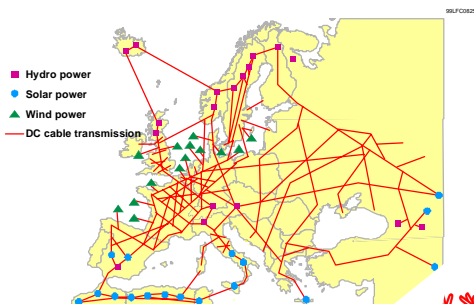 99LFC0825
Hydro power
Solar power
Wind power
DC cable transmission